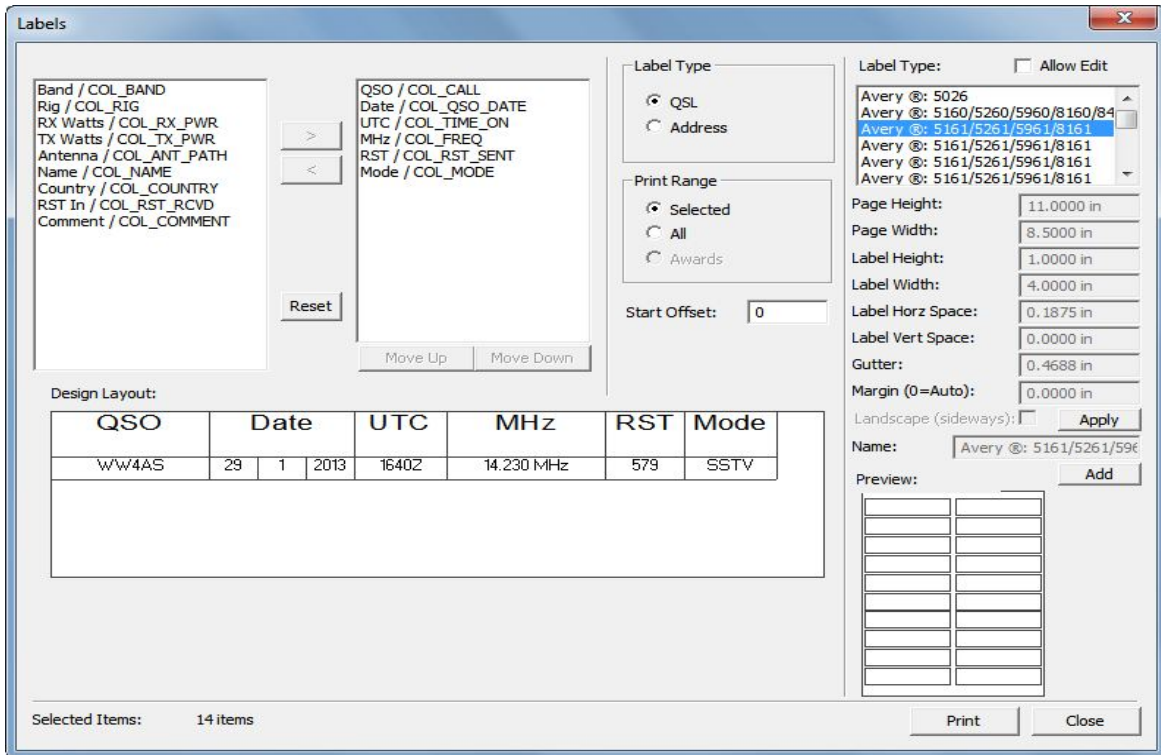 Labels
Band / COL_BAND
Rig / COL_RIG
RX Watts / COL_RX_PWR
TX Watts / COL_TX_PWR
Antenna / COL_ANT_PATH
Name / COL_NAME
Country / COL_COUNTRY
RST In / COL_RST_RCVD
Comment / COL_COMMENT
>
<
Reset
QSO / COL_CALL
Date / COL_QSO_DATE
UTC / COL_TIME_ON
MHz / COL_FREQ
RST / COL_RST_SENT
Mode / COL_MODE
Move Up Move Down
Label Type
QSL
Address
Print Range
Selected
All
Awards
Start Offset: 0
Label Type: Allow Edit
Avery ®: 5026
Avery ®: 5160/5260/5960/8160/84
Avery ®: 5161/5261/5961/8161
Avery ®: 5161/5261/5961/8161
Avery ®: 5161/5261/5961/8161
Avery ®: 5161/5261/5961/8161
Page Height: 11.0000 in
Page Width: 8.5000 in
Label Height: 1.0000 in
Label Width: 4.0000 in
Label Horz Space: 0.1875 in
Label Vert Space: 0.0000 in
Gutter: 0.4688 in
Margin (0=Auto): 0.0000 in
Landscape (sideways): Apply
Name: Avery ®: 5161/5261/596
Preview: Add
Design Layout:
QSO Date UTC MHz RST Mode
WW4AS 29 1 2013 1640Z 14.230 MHz 579 SSTV
Selected Items: 14 items
Print Close